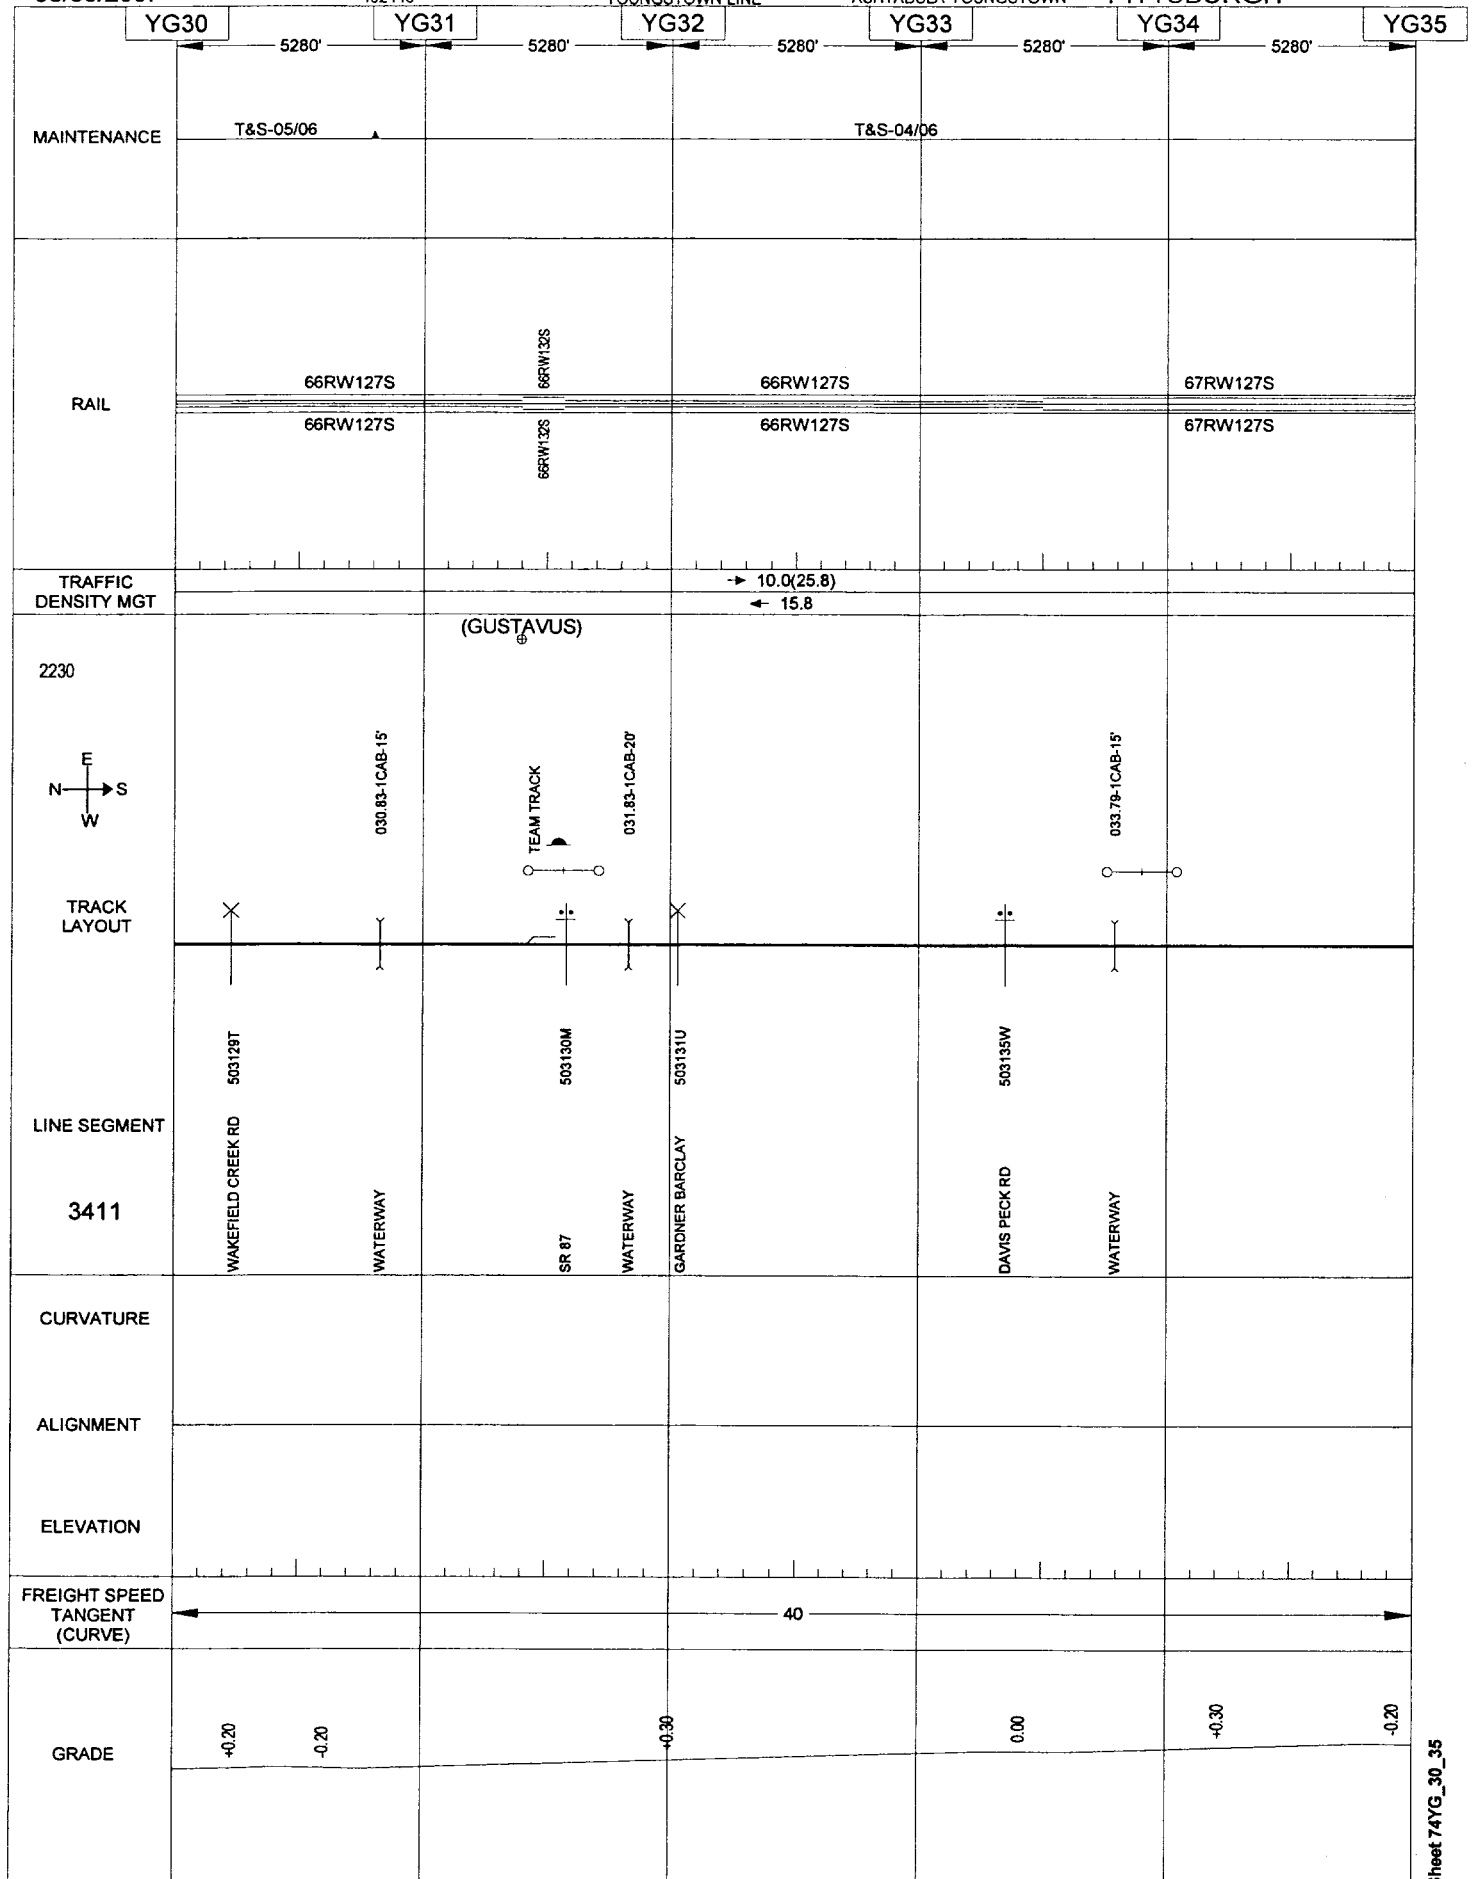 YOUNGSTOWN LINE
PITTSBURGH
YG30 YG31 YG32 YG33 YG34 YG35
5280' 5280' 5280' 5280' 5280'
MAINTENANCE
T&S-05/06
T&S-04/06
RAIL
66RW127S
66RW132S
66RW127S
67RW127S
66RW127S
66RW132S
66RW127S
67RW127S
TRAFFIC
DENSITY MGT
10.0(25.8)
15.8
(GUSTAVUS)
2230
E
N S
W
030.83-1CAB-15'
TEAM TRACK
031.83-1CAB-20'
033.79-1CAB-15'
TRACK
LAYOUT
503129T
503130M
503131U
503135W
LINE SEGMENT
3411
WAKEFIELD CREEK RD
WATERWAY
SR 87
WATERWAY
GARDNER BARCLAY
DAVIS PECK RD
WATERWAY
CURVATURE
ALIGNMENT
ELEVATION
FREIGHT SPEED
TANGENT
(CURVE)
40
GRADE
+0.20
-0.20
+0.30
0.00
+0.30
-0.20
Sheet 74YG_30_35